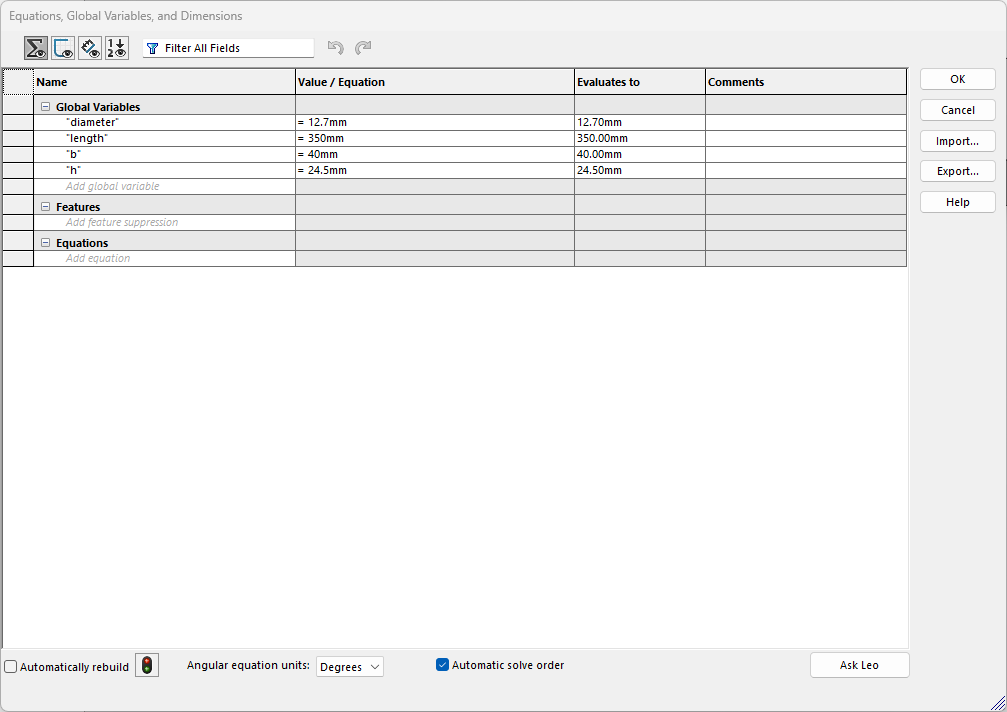 Equations, Global Variables, and Dimensions
Filter All Fields
Name Value / Equation Evaluates to Comments
Global Variables
"diameter" = 12.7mm 12.70mm
"length" = 350mm 350.00mm
"b" = 40mm 40.00mm
"h" = 24.5mm 24.50mm
Add global variable
Features
Add feature suppression
Equations
Add equation
OK
Cancel
Import...
Export...
Help
Automatically rebuild Angular equation units: Degrees Automatic solve order Ask Leo